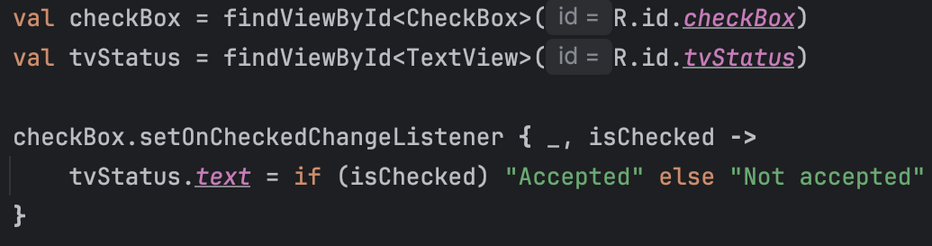 val checkBox = findViewById<CheckBox>( id = R.id.checkBox)
val tvStatus = findViewById<TextView>( id = R.id.tvStatus)
checkBox.setOnCheckedChangeListener { _, isChecked ->
    tvStatus.text = if (isChecked) "Accepted" else "Not accepted"
}